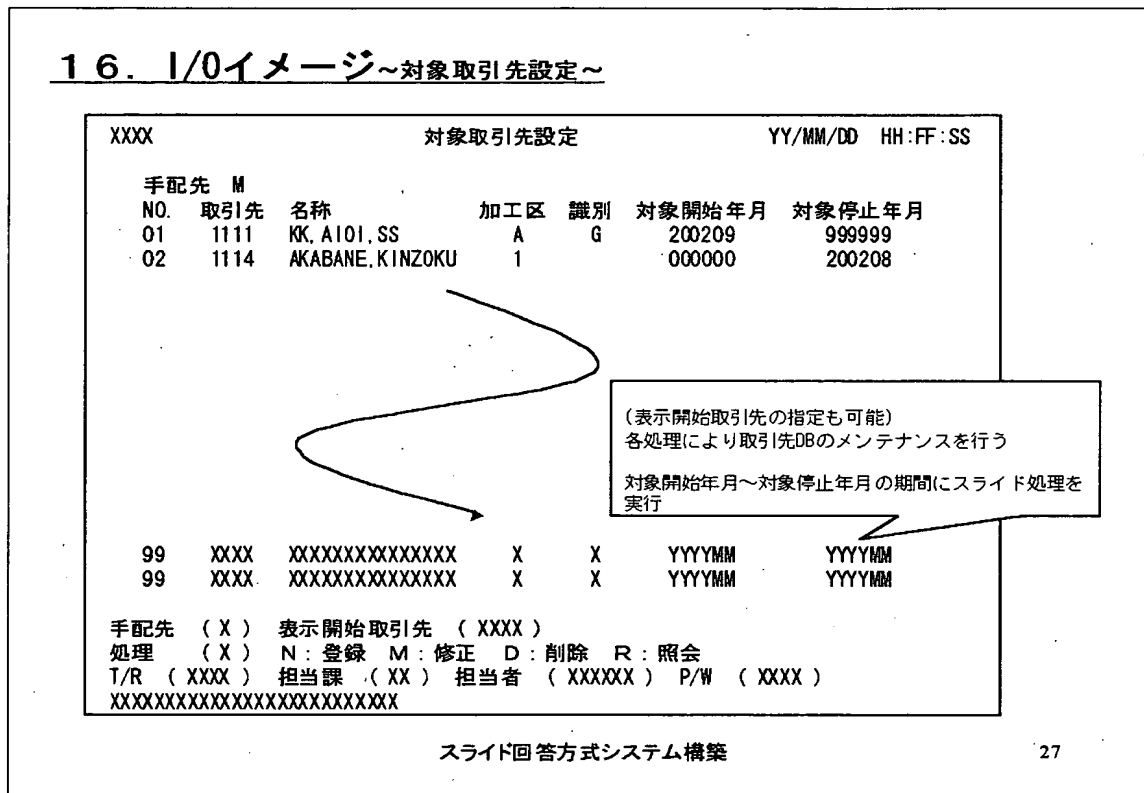 16. I/Oイメージ~対象取引先設定~
XXXX 対象取引先設定 YY/MM/DD HH:FF:SS
手配先 M
NO. 取引先 名称 加工区 識別 対象開始年月 対象停止年月
01 1111 KK,AIOI,SS A G 200209 999999
02 1114 AKABANE,KINZOKU 1 000000 200208
(表示開始取引先の指定も可能)
各処理により取引先DBのメンテナンスを行う
対象開始年月~対象停止年月の期間にスライド処理を
実行
99 XXXX XXXXXXXXXXXXXXX X X YYYYMM YYYYMM
99 XXXX XXXXXXXXXXXXXXX X X YYYYMM YYYYMM
手配先 ( X ) 表示開始取引先 ( XXXX )
処理 ( X ) N:登録 M:修正 D:削除 R:照会
T/R ( XXXX ) 担当課 ( XX ) 担当者 ( XXXXXX ) P/W ( XXXX )
XXXXXXXXXXXXXXXXXXXXXXXXXX
スライド回答方式システム構築 27